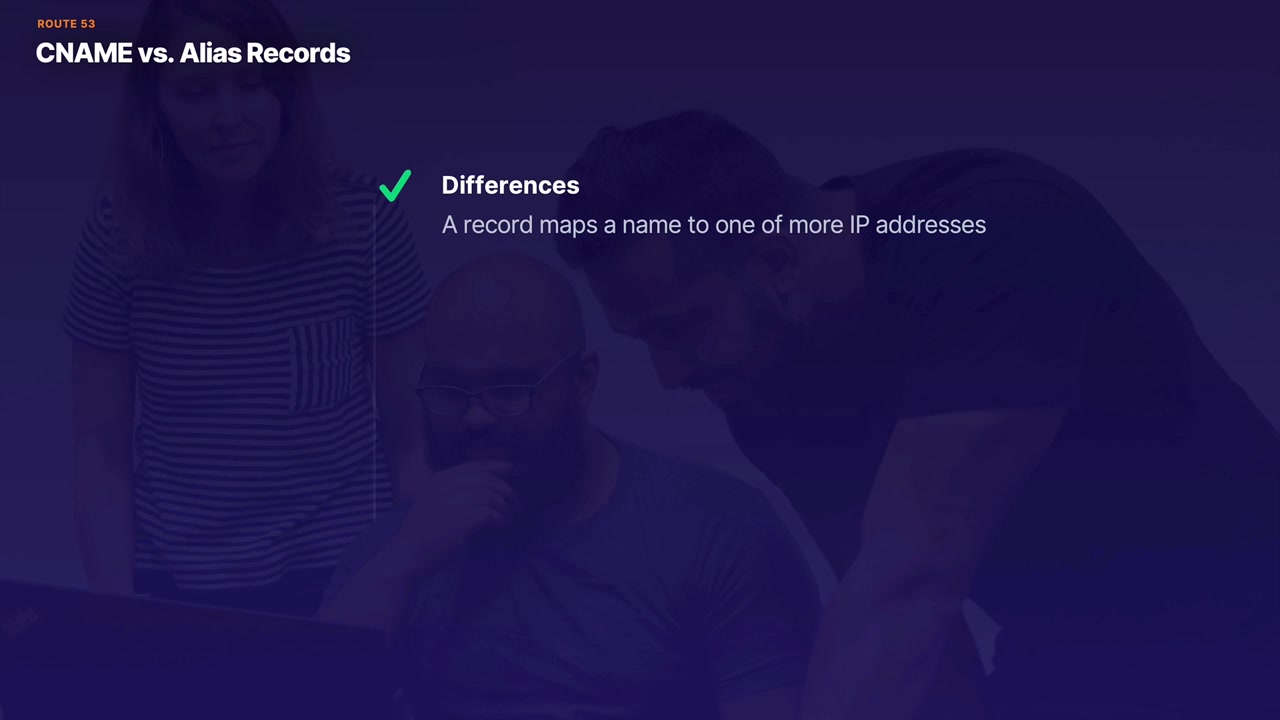 ROUTE 53
CNAME vs. Alias Records
Differences
A record maps a name to one of more IP addresses